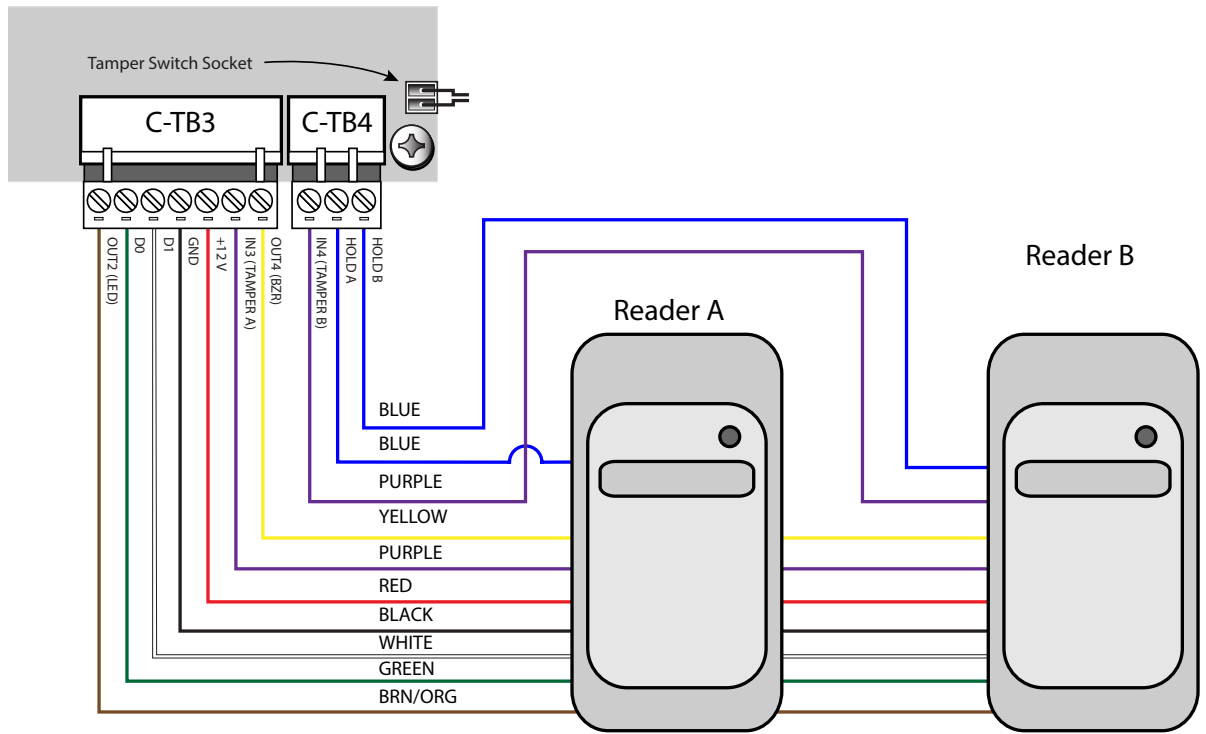 Tamper Switch Socket
C-TB3
C-TB4
OUT2 (LED)
D0
D1
GND
+12V
IN3 (TAMPER A)
OUT4 (BZR)
IN4 (TAMPER B)
HOLD A
HOLD B
Reader A
Reader B
BLUE
BLUE
PURPLE
YELLOW
PURPLE
RED
BLACK
WHITE
GREEN
BRN/ORG